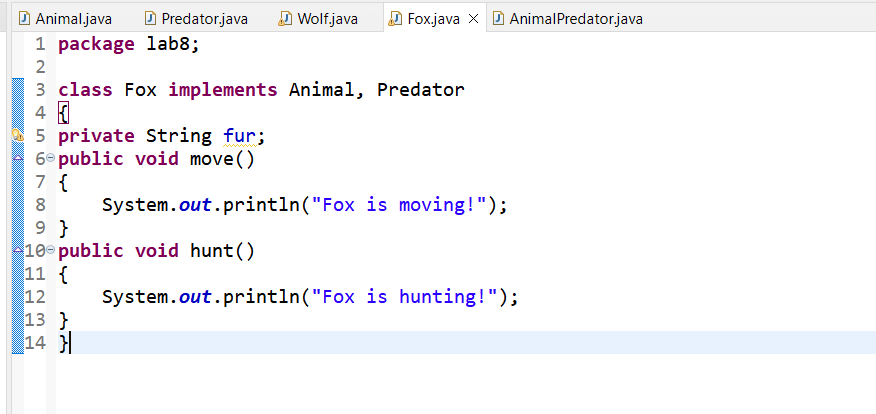 Animal.java Predator.java Wolf.java Fox.java AnimalPredator.java
1 package lab8;
2
3 class Fox implements Animal, Predator
4 {
5 private String fur;
6 public void move()
7 {
8     System.out.println("Fox is moving!");
9 }
10 public void hunt()
11 {
12     System.out.println("Fox is hunting!");
13 }
14 }